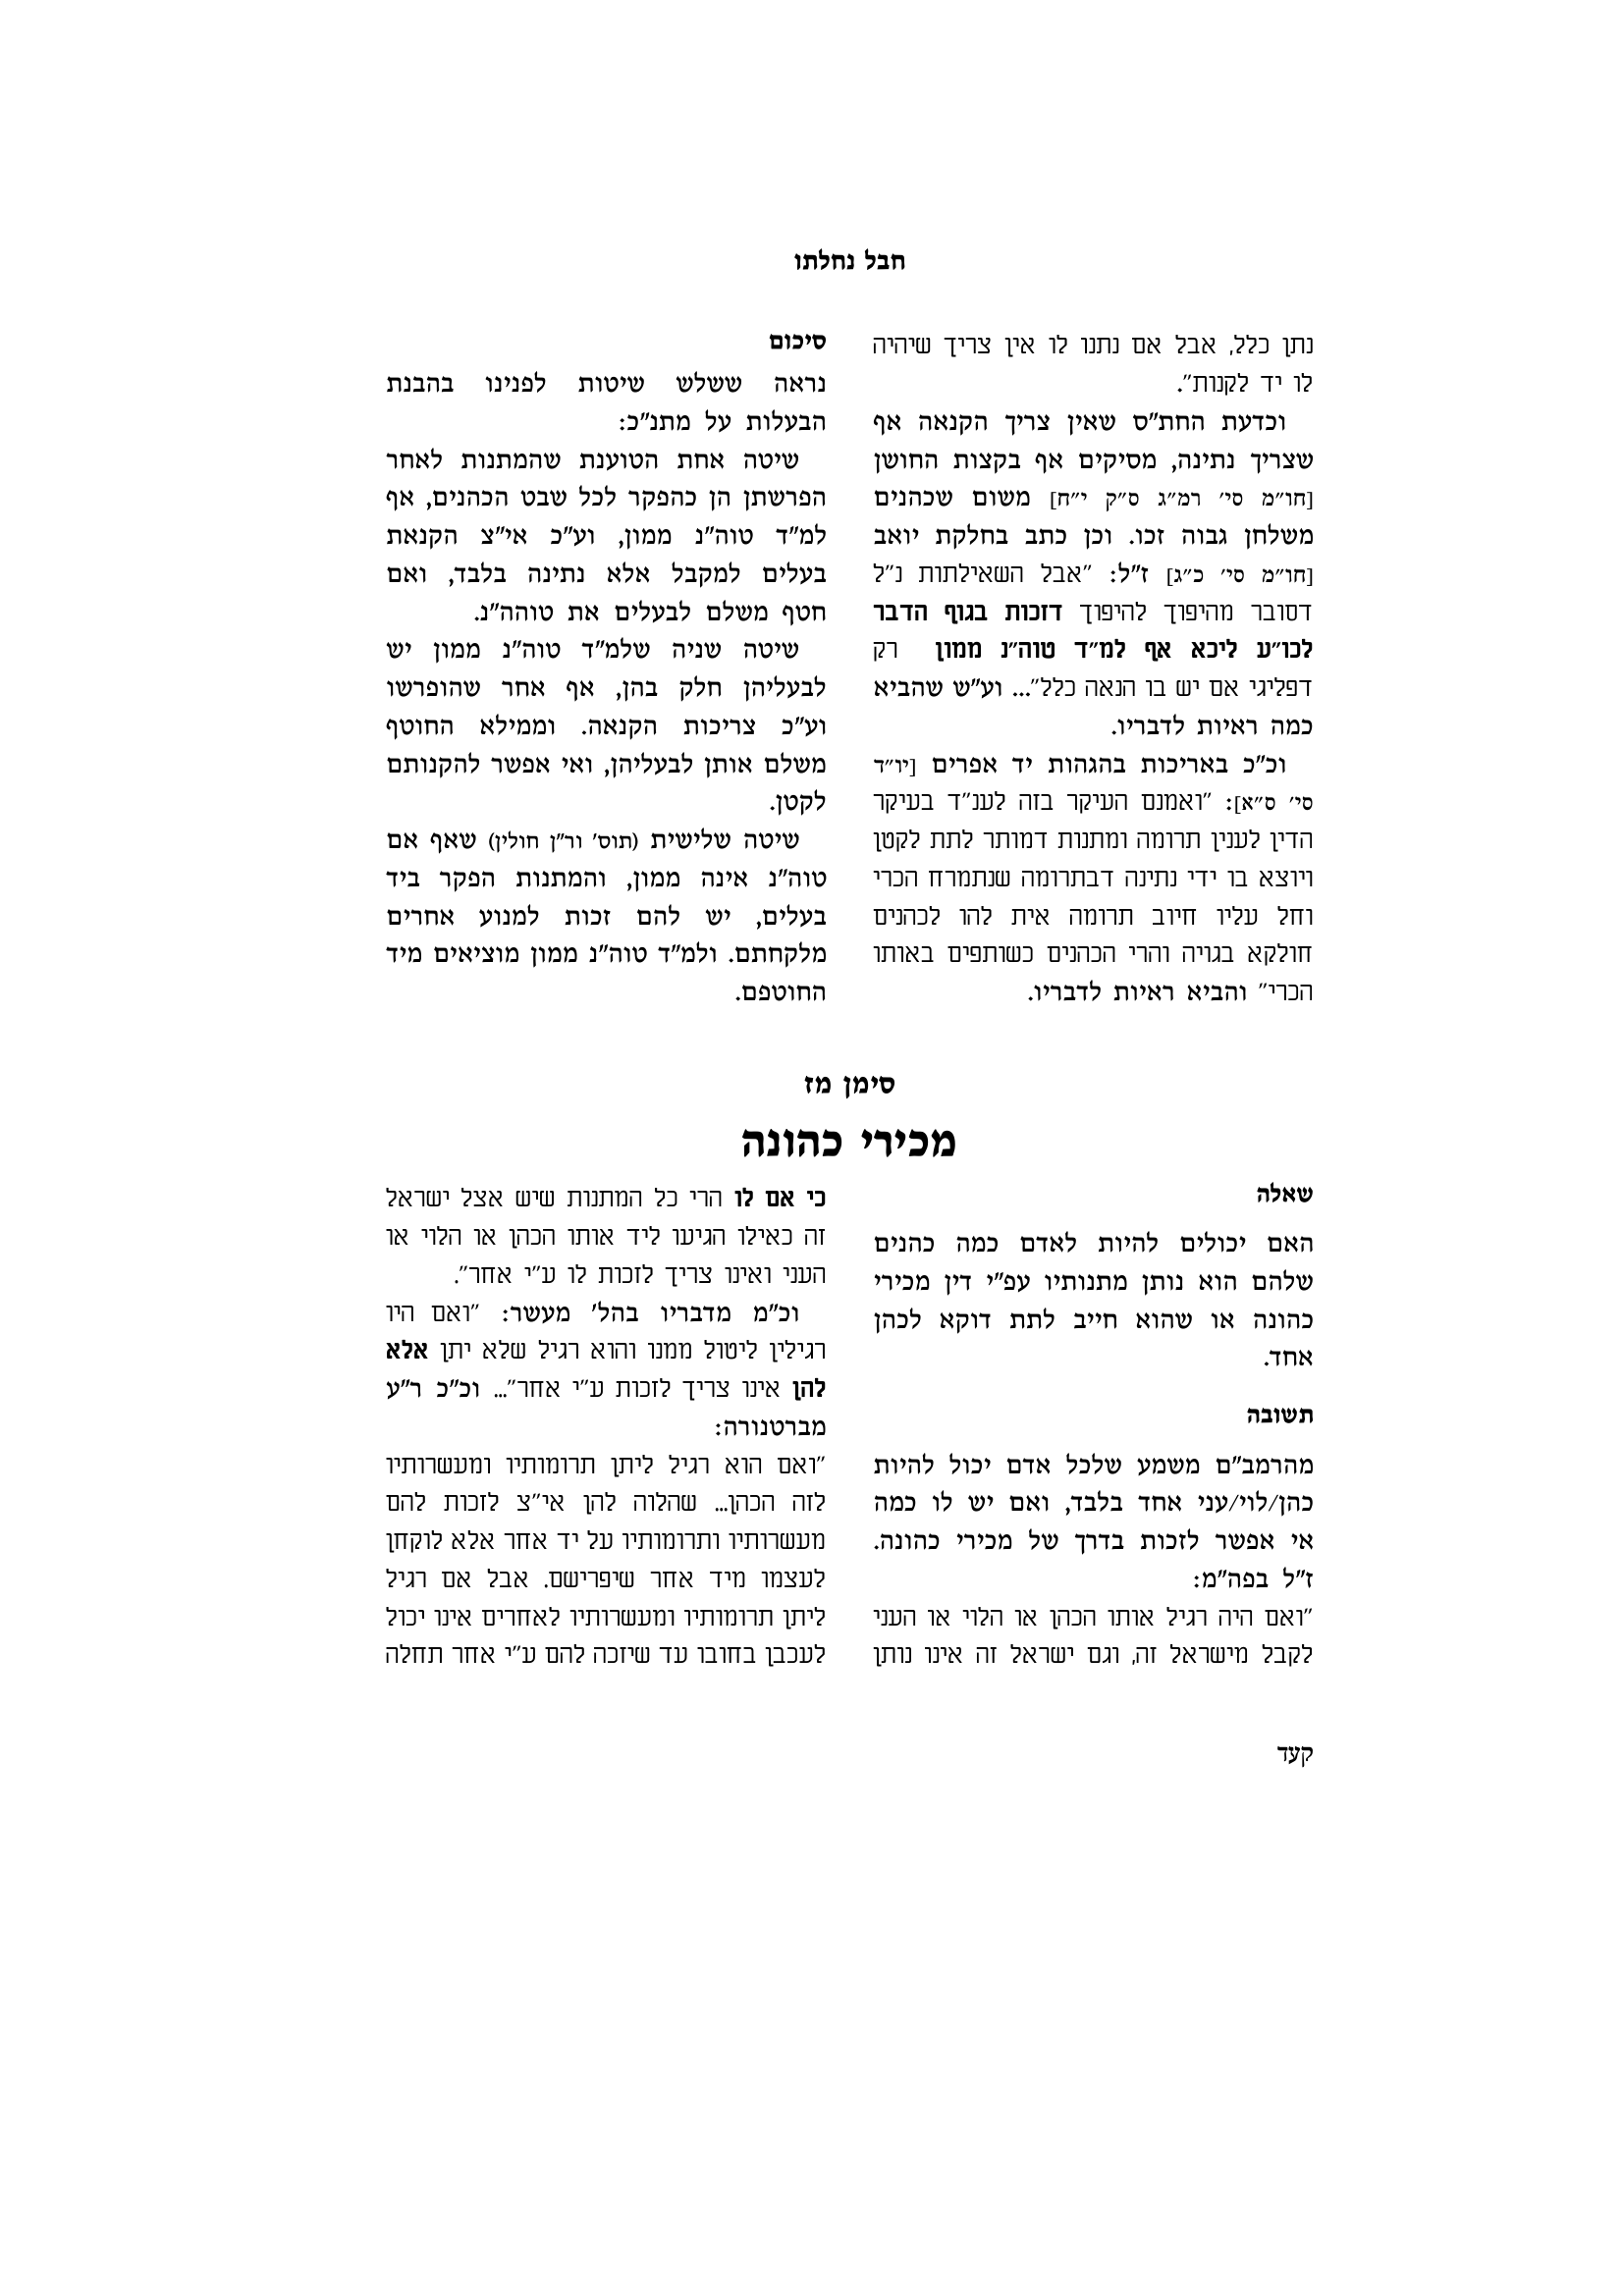 חבל נחלתו
נתן כלל, אבל אם נתנו לו אין צריך שיהיה
לו יד לקנות".
וכדעת החת"ס שאין צריך הקנאה אף
שצריך נתינה, מסיקים אף בקצות החושן
[חו"מ סי' רמ"ג ס"ק י"ח] משום שכהנים
משלחן גבוה זכו. וכן כתב בחלקת יואב
[חו"מ סי' כ"ג] ז"ל: "אבל השאילתות נ"ל
דסובר מהיפוך להיפוך דזכות בגוף הדבר
לכו"ע ליכא אף למ"ד טוה"נ ממון רק
דפליגי אם יש בו הנאה כלל"... וע"ש שהביא
כמה ראיות לדבריו.
וכ"כ באריכות בהגהות יד אפרים [יו"ד
סי' ס"א]: "ואמנם העיקר בזה לענ"ד בעיקר
הדין לענין תרומה ומתנות דמותר לתת לקטן
ויוצא בו ידי נתינה דבתרומה שנתמרח הכרי
וחל עליו חיוב תרומה אית להו לכהנים
חולקא בגויה והרי הכהנים כשותפים באותו
הכרי" והביא ראיות לדבריו.
סיכום
נראה ששלש שיטות לפנינו בהבנת
הבעלות על מתנ"כ:
שיטה אחת הטוענת שהמתנות לאחר
הפרשתן הן כהפקר לכל שבט הכהנים, אף
למ"ד טוה"נ ממון, וע"כ אי"צ הקנאת
בעלים למקבל אלא נתינה בלבד, ואם
חטף משלם לבעלים את טוהה"נ.
שיטה שניה שלמ"ד טוה"נ ממון יש
לבעליהן חלק בהן, אף אחר שהופרשו
וע"כ צריכות הקנאה. וממילא החוטף
משלם אותן לבעליהן, ואי אפשר להקנותם
לקטן.
שיטה שלישית (תוס' ור"ן חולין) שאף אם
טוה"נ אינה ממון, והמתנות הפקר ביד
בעלים, יש להם זכות למנוע אחרים
מלקחתם. ולמ"ד טוה"נ ממון מוציאים מיד
החוטפם.
סימן מז
מכירי כהונה
שאלה
האם יכולים להיות לאדם כמה כהנים
שלהם הוא נותן מתנותיו עפ"י דין מכירי
כהונה או שהוא חייב לתת דוקא לכהן
אחד.
תשובה
מהרמב"ם משמע שלכל אדם יכול להיות
כהן/לוי/עני אחד בלבד, ואם יש לו כמה
אי אפשר לזכות בדרך של מכירי כהונה.
ז"ל בפה"מ:
"ואם היה רגיל אותו הכהן או הלוי או העני
לקבל מישראל זה, וגם ישראל זה אינו נותן
כי אם לו הרי כל המתנות שיש אצל ישראל
זה כאילו הגיעו ליד אותו הכהן או הלוי או
העני ואינו צריך לזכות לו ע"י אחר".
וכ"מ מדבריו בהל' מעשר: "ואם היו
רגילין ליטול ממנו והוא רגיל שלא יתן אלא
להן אינו צריך לזכות ע"י אחר"... וכ"כ ר"ע
מברטנורה:
"ואם הוא רגיל ליתן תרומותיו ומעשרותיו
לזה הכהן... שהלוה להן אי"צ לזכות להם
מעשרותיו ותרומותיו על יד אחר אלא לוקחן
לעצמו מיד אחר שיפרישם. אבל אם רגיל
ליתן תרומותיו ומעשרותיו לאחרים אינו יכול
לעכבן בחובו עד שיזכה להם ע"י אחר תחלה
קעד